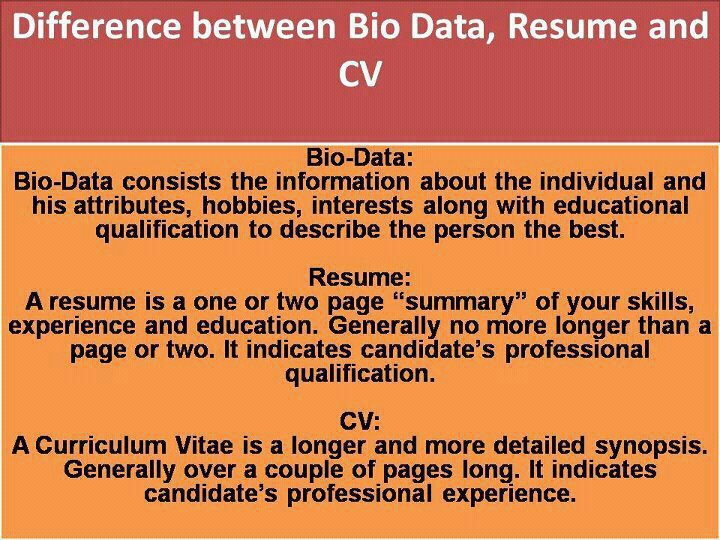 Difference between Bio Data, Resume and
CV
Bio-Data:
Bio-Data consists the information about the individual and
his attributes, hobbies, interests along with educational
qualification to describe the person the best.
Resume:
A resume is a one or two page “summary” of your skills,
experience and education. Generally no more longer than a
page or two. It indicates candidate’s professional
qualification.
CV:
A Curriculum Vitae is a longer and more detailed synopsis.
Generally over a couple of pages long. It indicates
candidate’s professional experience.